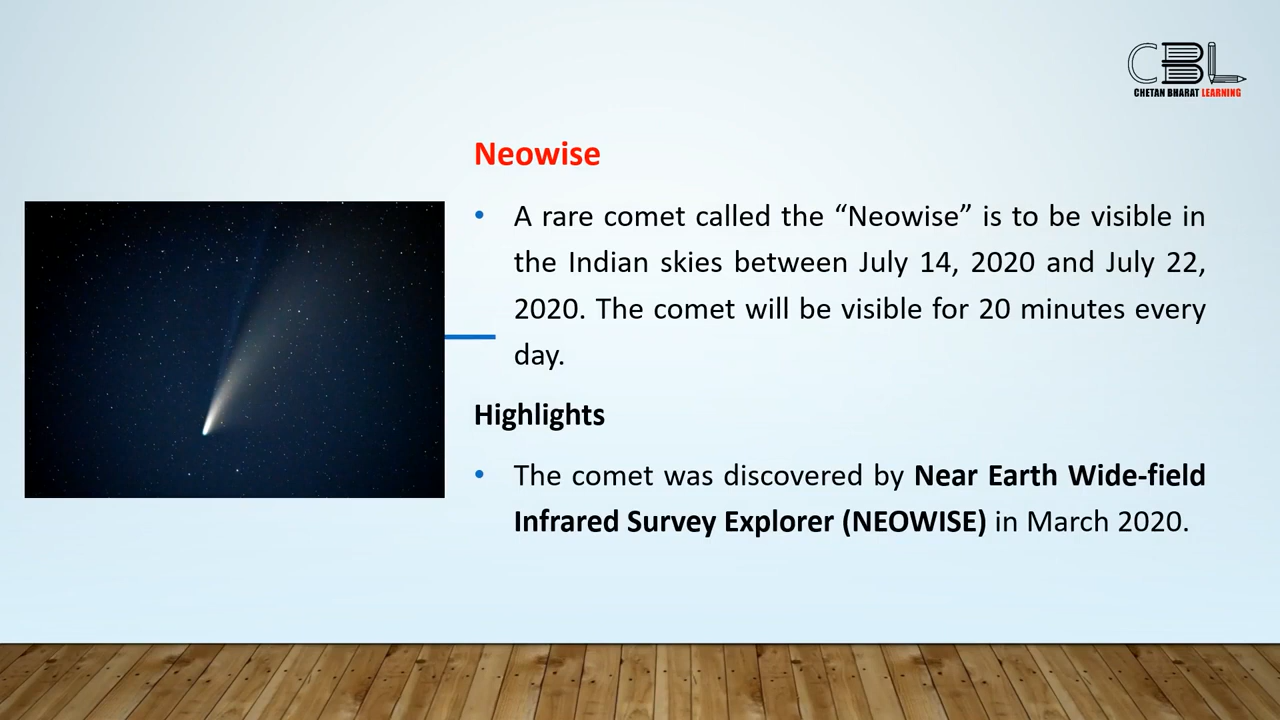 CBL
CHETAN BHARAT LEARNING
Neowise
• A rare comet called the “Neowise” is to be visible in
the Indian skies between July 14, 2020 and July 22,
2020. The comet will be visible for 20 minutes every
day.
Highlights
• The comet was discovered by Near Earth Wide-field
Infrared Survey Explorer (NEOWISE) in March 2020.